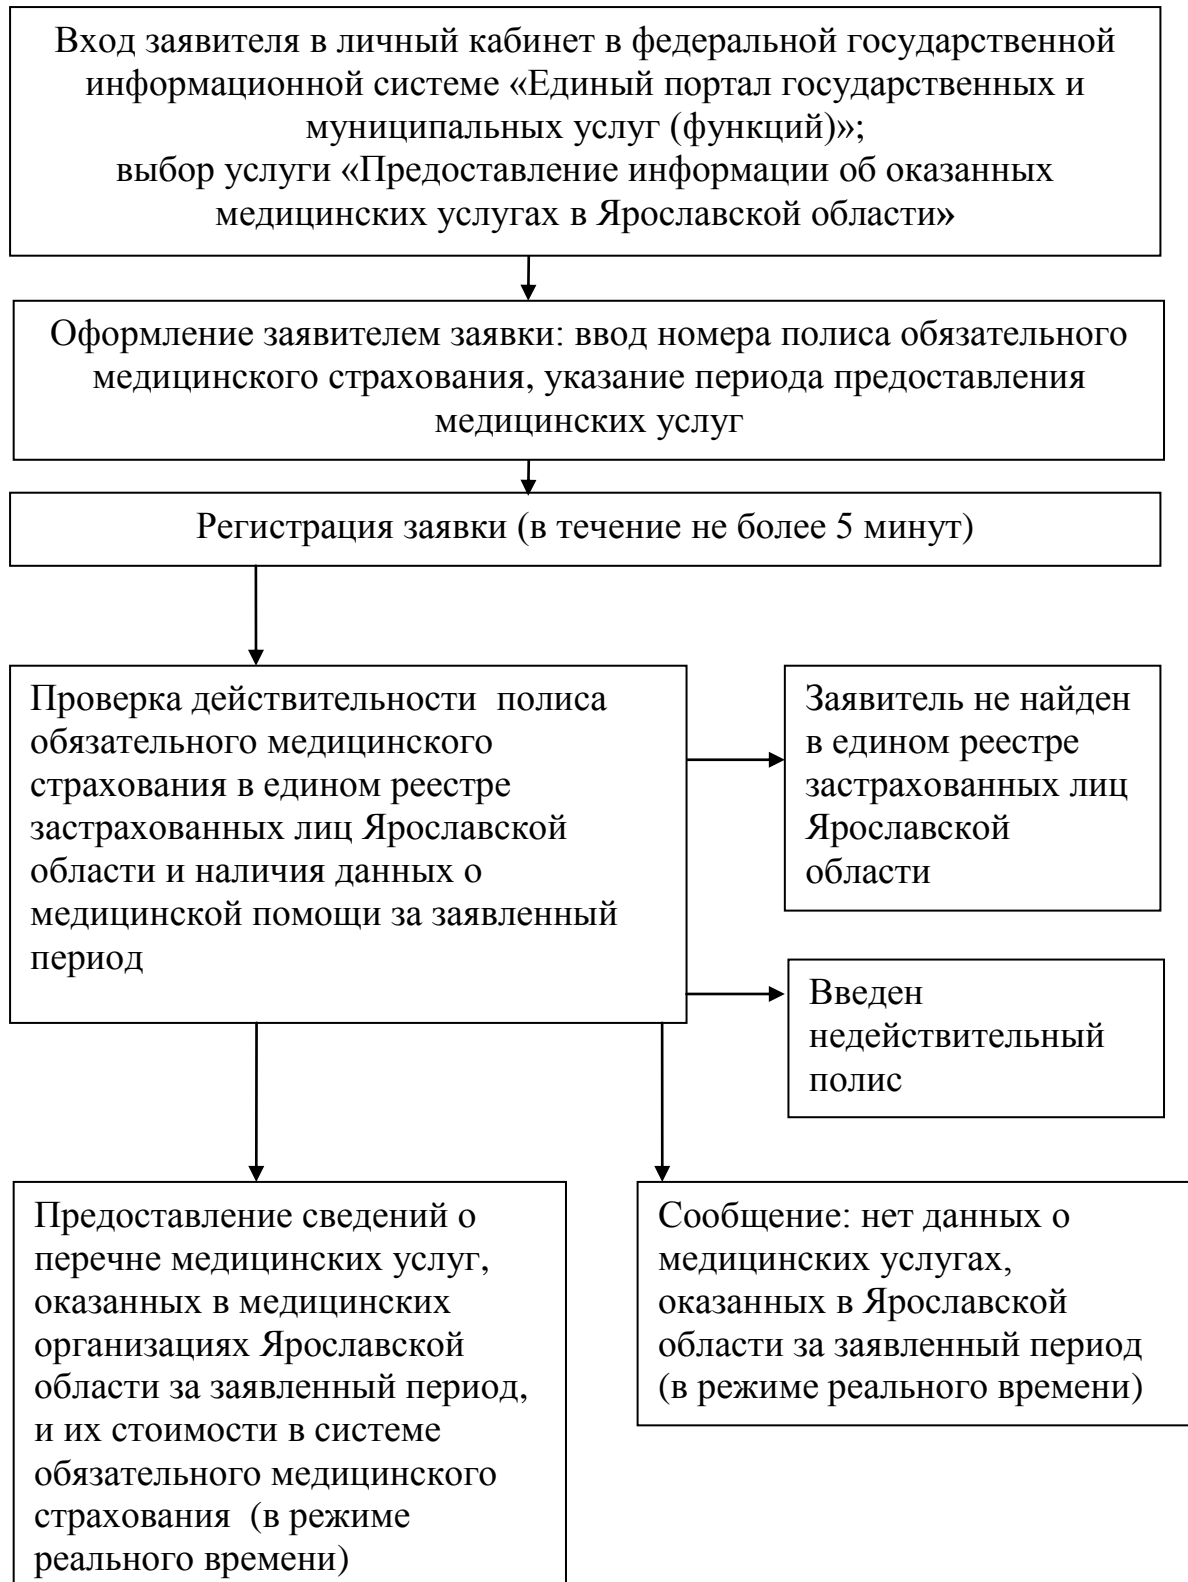 Вход заявителя в личный кабинет в федеральной государственной
информационной системе «Единый портал государственных и
муниципальных услуг (функций)»;
выбор услуги «Предоставление информации об оказанных
медицинских услугах в Ярославской области»
Оформление заявителем заявки: ввод номера полиса обязательного
медицинского страхования, указание периода предоставления
медицинских услуг
Регистрация заявки (в течение не более 5 минут)
Проверка действительности полиса
обязательного медицинского
страхования в едином реестре
застрахованных лиц Ярославской
области и наличия данных о
медицинской помощи за заявленный
период
Заявитель не найден
в едином реестре
застрахованных лиц
Ярославской
области
Введен
недействительный
полис
Предоставление сведений о
перечне медицинских услуг,
оказанных в медицинских
организациях Ярославской
области за заявленный период,
и их стоимости в системе
обязательного медицинского
страхования (в режиме
реального времени)
Сообщение: нет данных о
медицинских услугах,
оказанных в Ярославской
области за заявленный период
(в режиме реального времени)